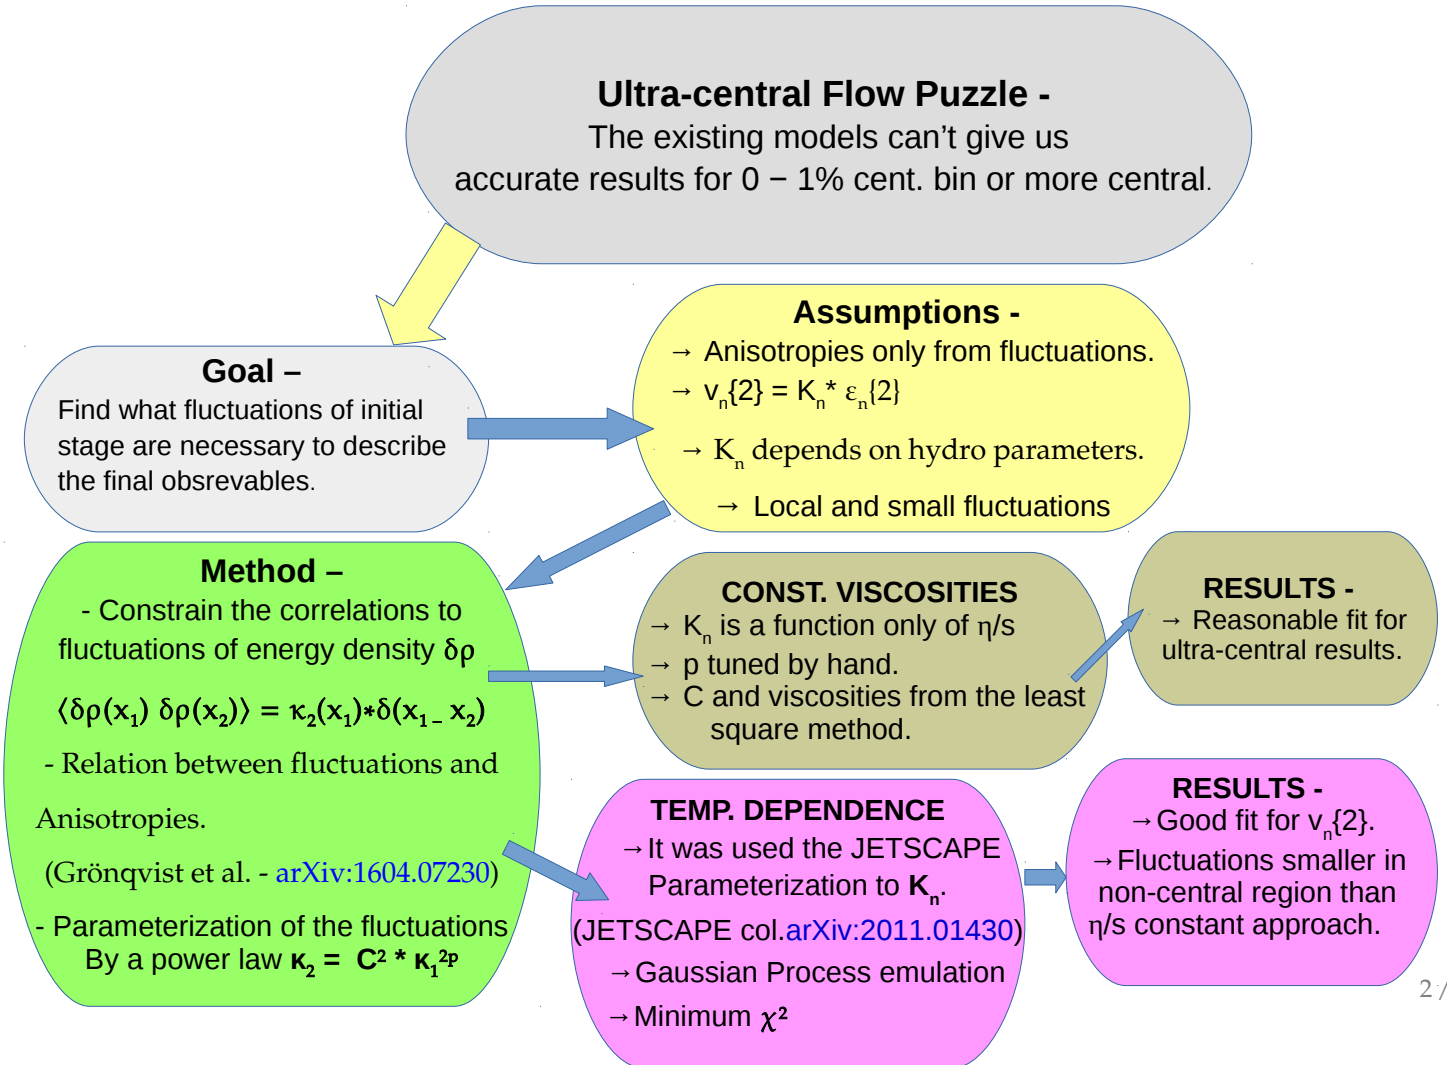 Ultra-central Flow Puzzle -
The existing models can’t give us
accurate results for 0 − 1% cent. bin or more central.
Goal –
Find what fluctuations of initial
stage are necessary to describe
the final obsrevables.
Assumptions -
→ Anisotropies only from fluctuations.
→ vₙ{2} = Kₙ* εₙ{2}
→ Kₙ depends on hydro parameters.
→ Local and small fluctuations
Method –
- Constrain the correlations to
fluctuations of energy density δρ
⟨δρ(x₁) δρ(x₂)⟩ = κ₂(x₁)*δ(x₁ ₋ x₂)
- Relation between fluctuations and
Anisotropies.
(Grönqvist et al. - arXiv:1604.07230)
- Parameterization of the fluctuations
By a power law κ₂ = C² * κ₁²ᵖ
CONST. VISCOSITIES
→ Kₙ is a function only of η/s
→ p tuned by hand.
→ C and viscosities from the least
square method.
RESULTS -
→ Reasonable fit for
ultra-central results.
TEMP. DEPENDENCE
→It was used the JETSCAPE
Parameterization to Kₙ.
(JETSCAPE col.arXiv:2011.01430)
→Gaussian Process emulation
→Minimum χ²
RESULTS -
→Good fit for vₙ{2}.
→Fluctuations smaller in
non-central region than
η/s constant approach.
2 /